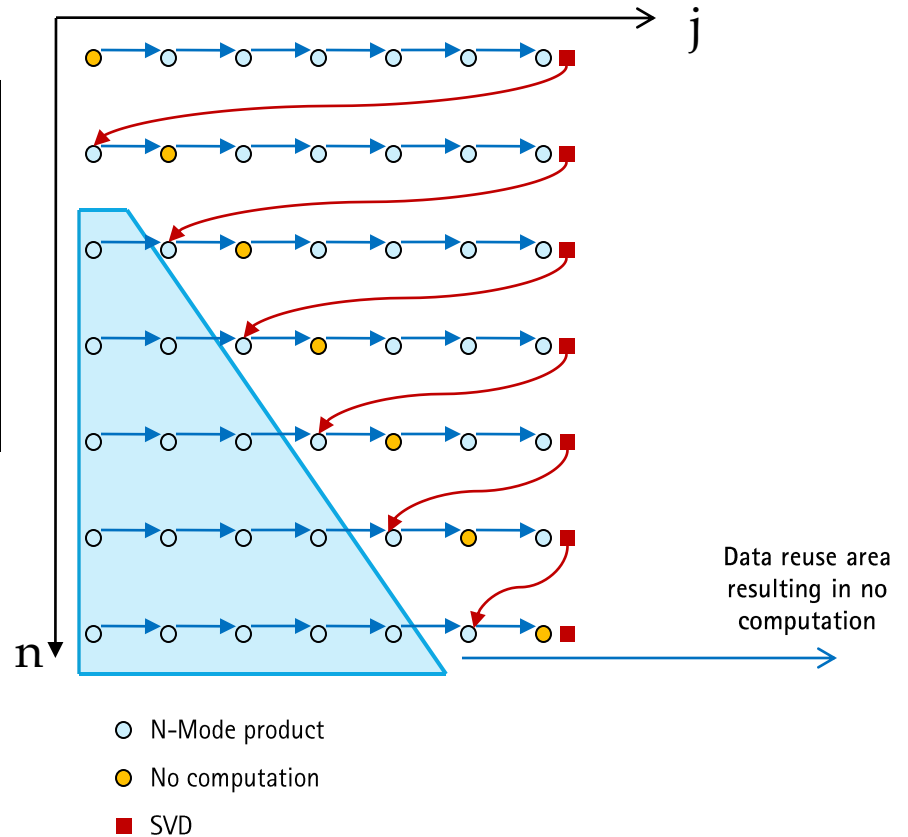 j
Data reuse area
resulting in no
computation
n
N-Mode product
No computation
SVD